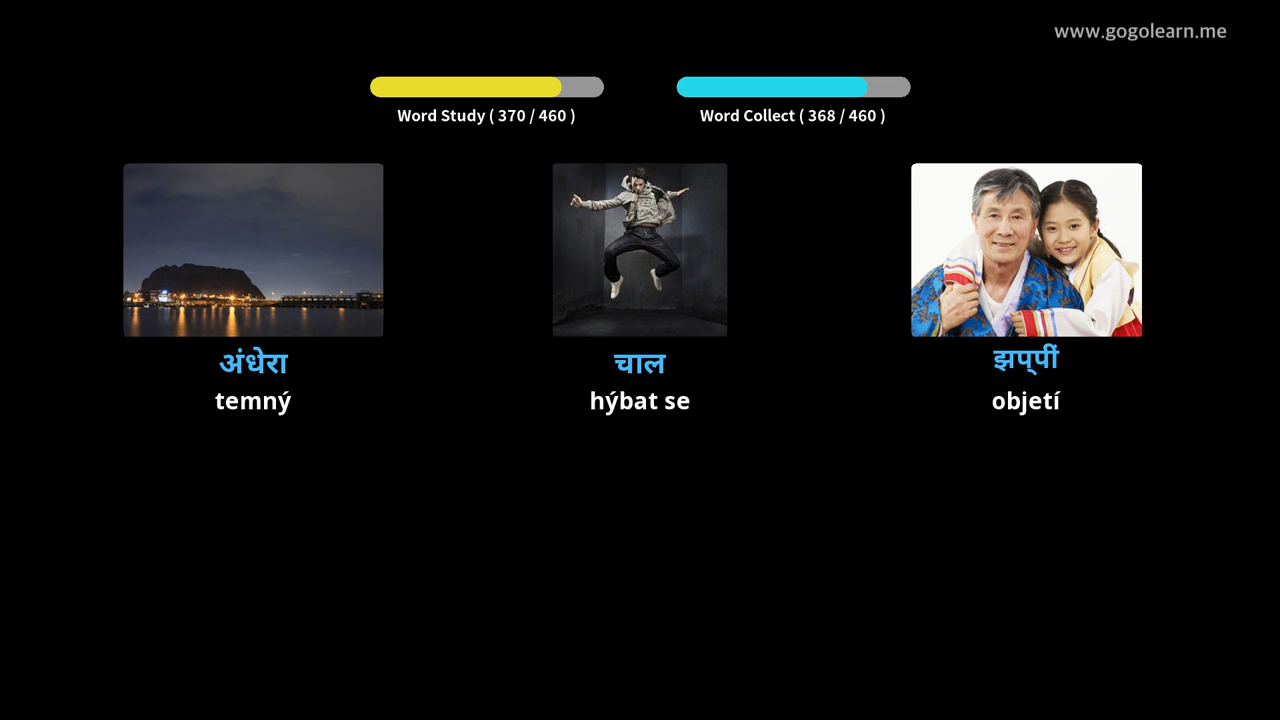 www.gogolearn.me
Word Study ( 370 / 460 )
Word Collect ( 368 / 460 )
अंधेरा
चाल
झप्पीं
temný
hýbat se
objetí